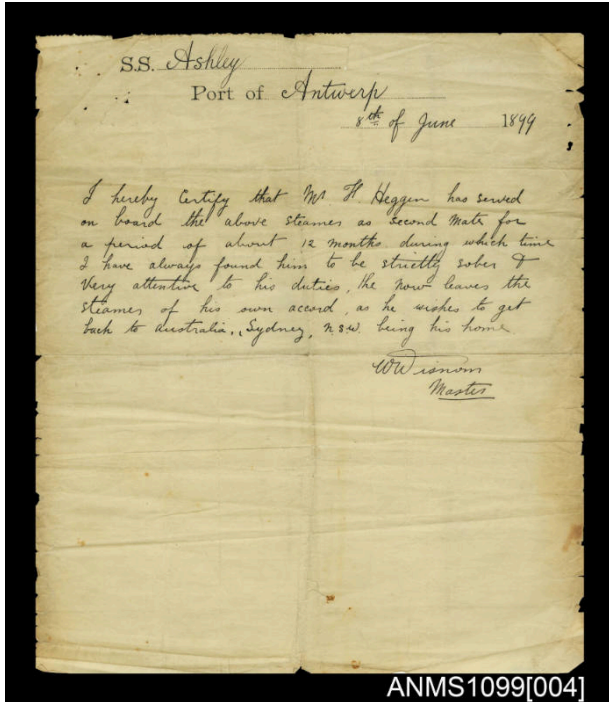 S.S. Ashley
Port of Antwerp
8th of June 1899
I hereby Certify that Mr H. Heggen has served
on board the above steamer as second mate for
a period of about 12 months during which time
I have always found him to be strictly sober &
Very attentive to his duties, he now leaves the
steamer of his own accord, as he wishes to get
back to Australia, Sydney, N.S.W. being his home
Master
ANMS1099[004]